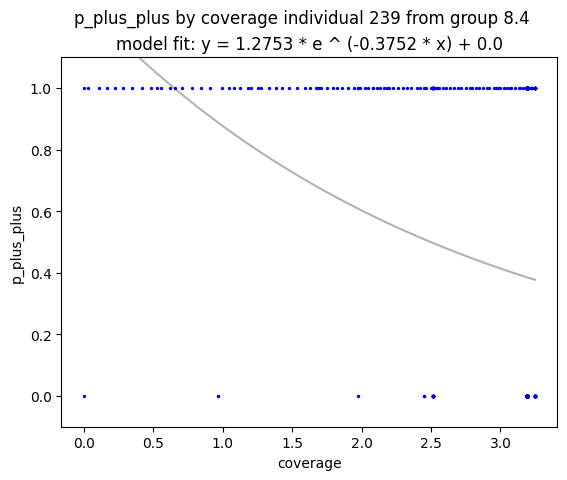 p_plus_plus by coverage individual 239 from group 8.4
model fit: y = 1.2753 * e ^ (-0.3752 * x) + 0.0
1.0
0.8
0.6
0.4
0.2
0.0
p_plus_plus
0.0 0.5 1.0 1.5 2.0 2.5 3.0
coverage